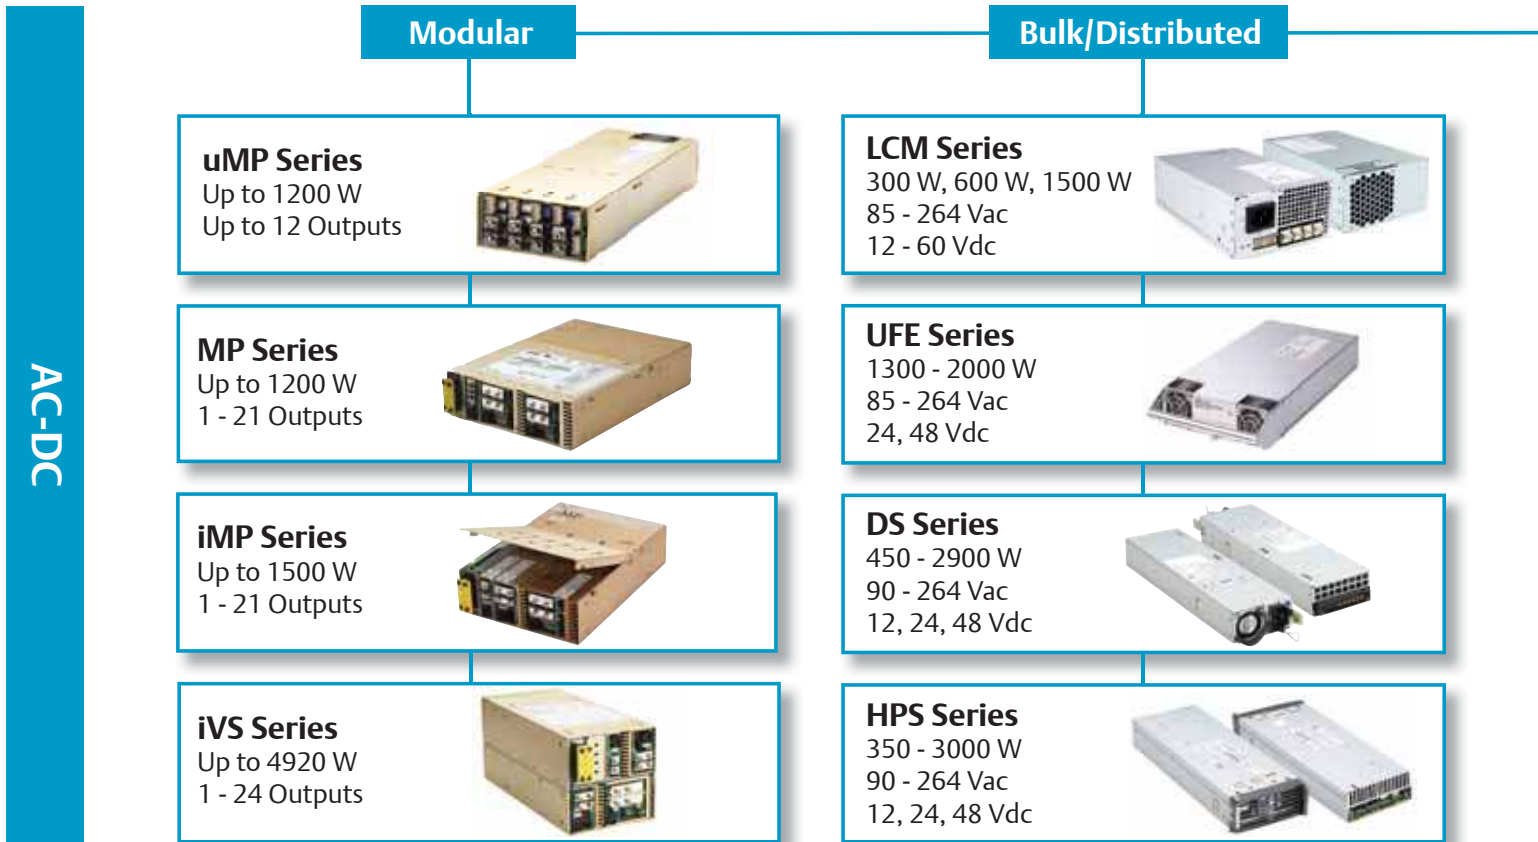 AC-DC
Modular
uMP Series
Up to 1200 W
Up to 12 Outputs
MP Series
Up to 1200 W
1 - 21 Outputs
iMP Series
Up to 1500 W
1 - 21 Outputs
iVS Series
Up to 4920 W
1 - 24 Outputs
Bulk/Distributed
LCM Series
300 W, 600 W, 1500 W
85 - 264 Vac
12 - 60 Vdc
UFE Series
1300 - 2000 W
85 - 264 Vac
24, 48 Vdc
DS Series
450 - 2900 W
90 - 264 Vac
12, 24, 48 Vdc
HPS Series
350 - 3000 W
90 - 264 Vac
12, 24, 48 Vdc